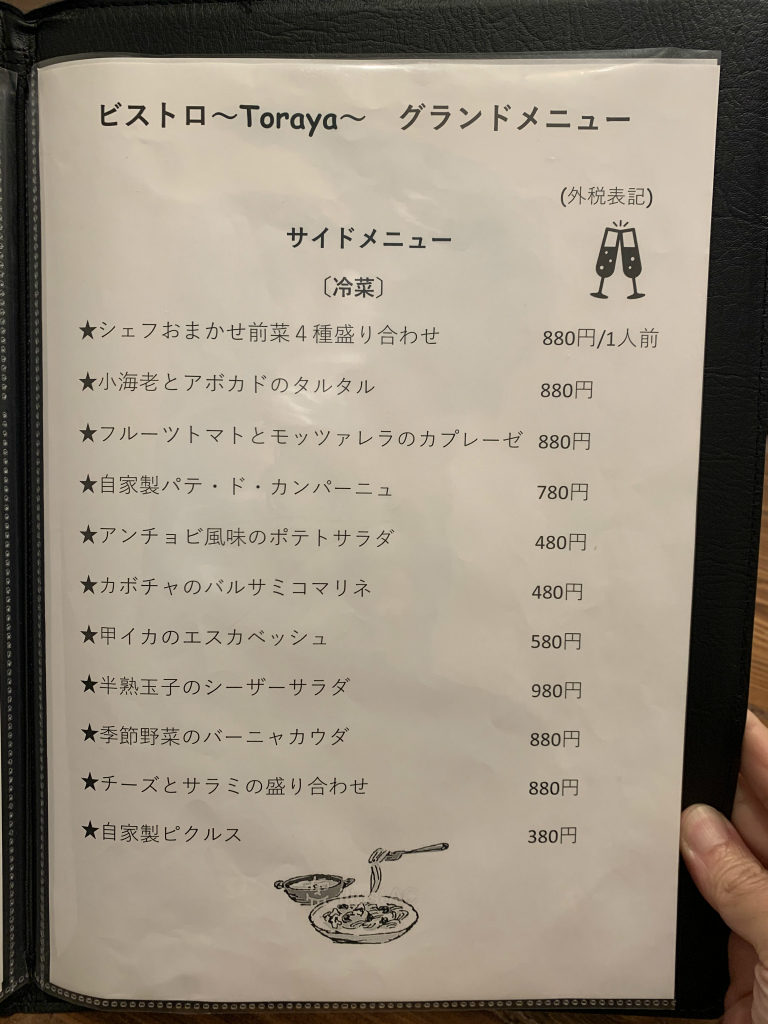 ビストロ～Toraya～　グランドメニュー
(外税表記)
サイドメニュー
〔冷菜〕
★シェフおまかせ前菜４種盛り合わせ 880円/1人前
★小海老とアボカドのタルタル 880円
★フルーツトマトとモッツァレラのカプレーゼ 880円
★自家製パテ・ド・カンパーニュ 780円
★アンチョビ風味のポテトサラダ 480円
★カボチャのバルサミコマリネ 480円
★甲イカのエスカベッシュ 580円
★半熟玉子のシーザーサラダ 980円
★季節野菜のバーニャカウダ 880円
★チーズとサラミの盛り合わせ 880円
★自家製ピクルス 380円